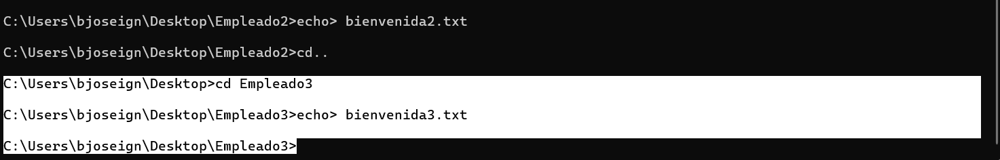 C:\Users\bjoseign\Desktop\Empleado2>echo> bienvenida2.txt
C:\Users\bjoseign\Desktop\Empleado2>cd..
C:\Users\bjoseign\Desktop>cd Empleado3
C:\Users\bjoseign\Desktop\Empleado3>echo> bienvenida3.txt
C:\Users\bjoseign\Desktop\Empleado3>